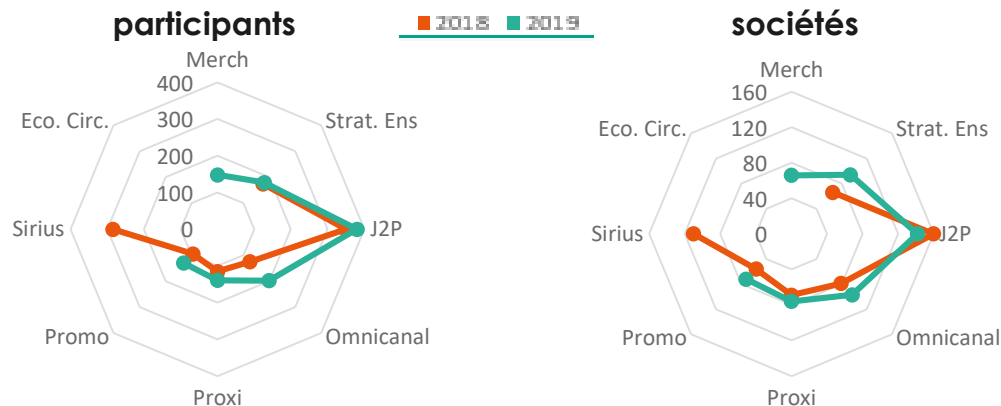 participants
2018 2019
sociétés
Merch
400
Eco. Circ.
300
Strat. Ens
200
100
Sirius
0
J2P
Promo
Omnicanal
Proxi
Merch
160
Eco. Circ.
120
Strat. Ens
80
40
Sirius
0
J2P
Promo
Omnicanal
Proxi